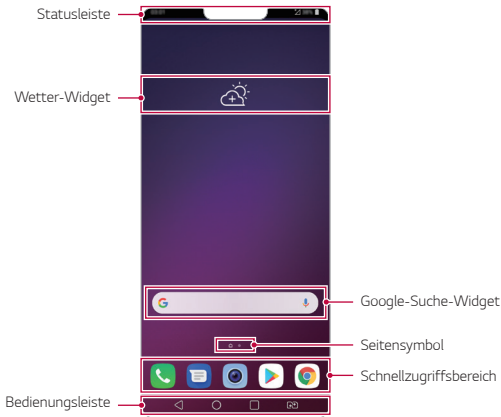 Statusleiste
Wetter-Widget
Google-Suche-Widget
Seitensymbol
Schnellzugriffsbereich
Bedienungsleiste